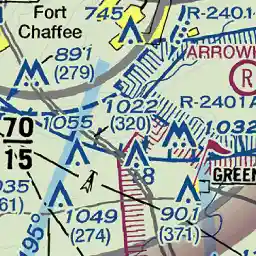 Fort
Chaffee
745
R-2401
ARROWH
R
891
(279)
R-2401A
1022
(320)
1055
1032
70
15
8
GREEN
035
61)
1049
(274)
901
(371)
195°